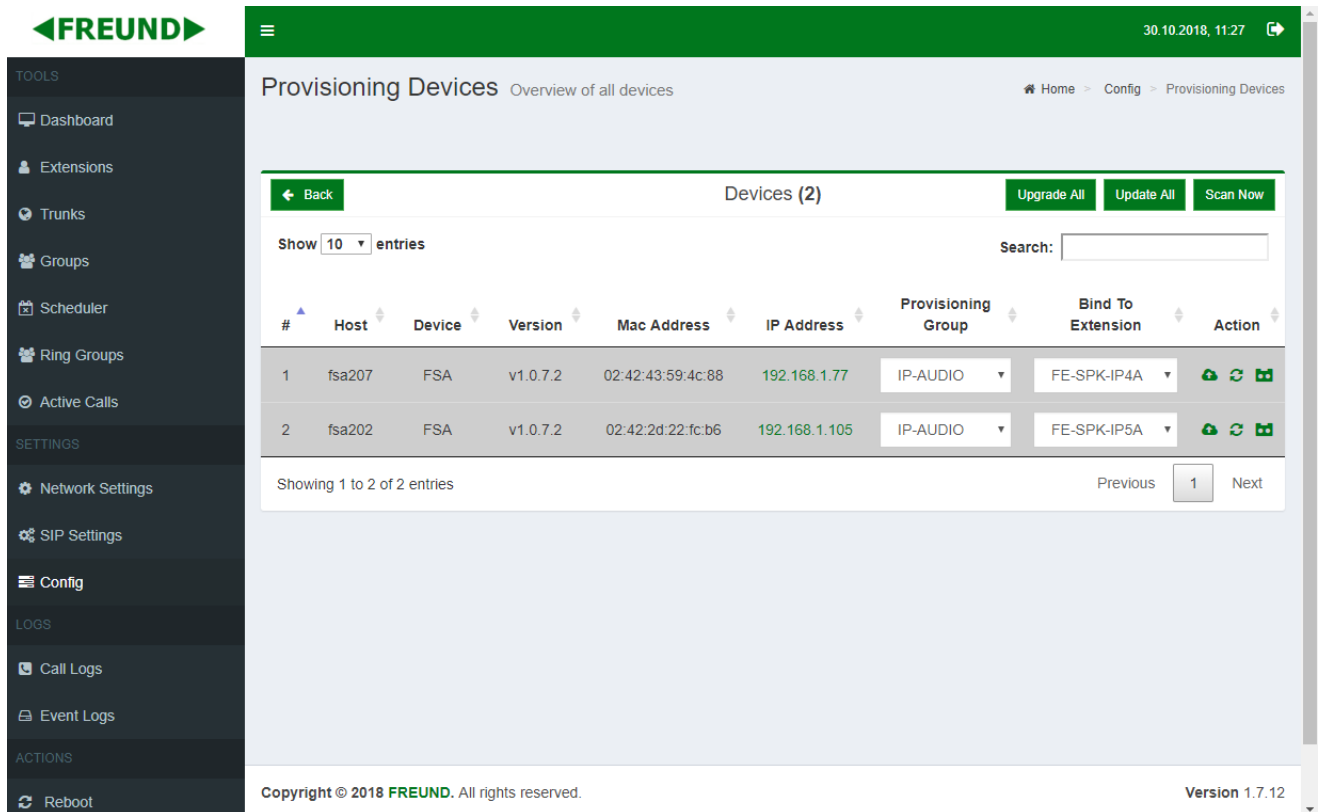 FREUND
30.10.2018, 11:27
TOOLS
Dashboard
Extensions
Trunks
Groups
Scheduler
Ring Groups
Active Calls
SETTINGS
Network Settings
SIP Settings
Config
LOGS
Call Logs
Event Logs
ACTIONS
Reboot
Provisioning Devices Overview of all devices
Home > Config > Provisioning Devices
Back Devices (2) Upgrade All Update All Scan Now
Show 10 entries Search:
# Host Device Version Mac Address IP Address Provisioning Group Bind To Extension Action
1 fsa207 FSA v1.0.7.2 02:42:43:59:4c:88 192.168.1.77 IP-AUDIO FE-SPK-IP4A
2 fsa202 FSA v1.0.7.2 02:42:2d:22:fc:b6 192.168.1.105 IP-AUDIO FE-SPK-IP5A
Showing 1 to 2 of 2 entries Previous 1 Next
Copyright © 2018 FREUND. All rights reserved. Version 1.7.12